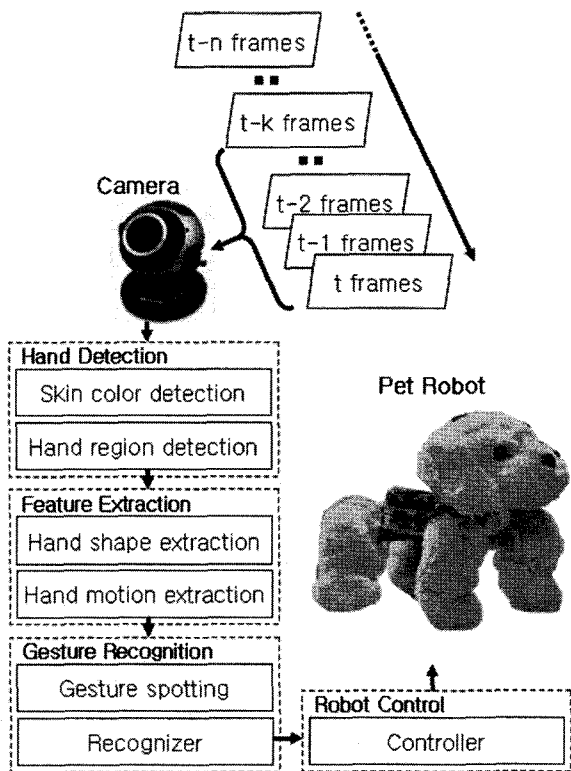 t-n frames
t-k frames
Camera
t-2 frames
t-1 frames
t frames
Hand Detection
Skin color detection
Hand region detection
Feature Extraction
Hand shape extraction
Hand motion extraction
Gesture Recognition
Gesture spotting
Recognizer
Pet Robot
Robot Control
Controller